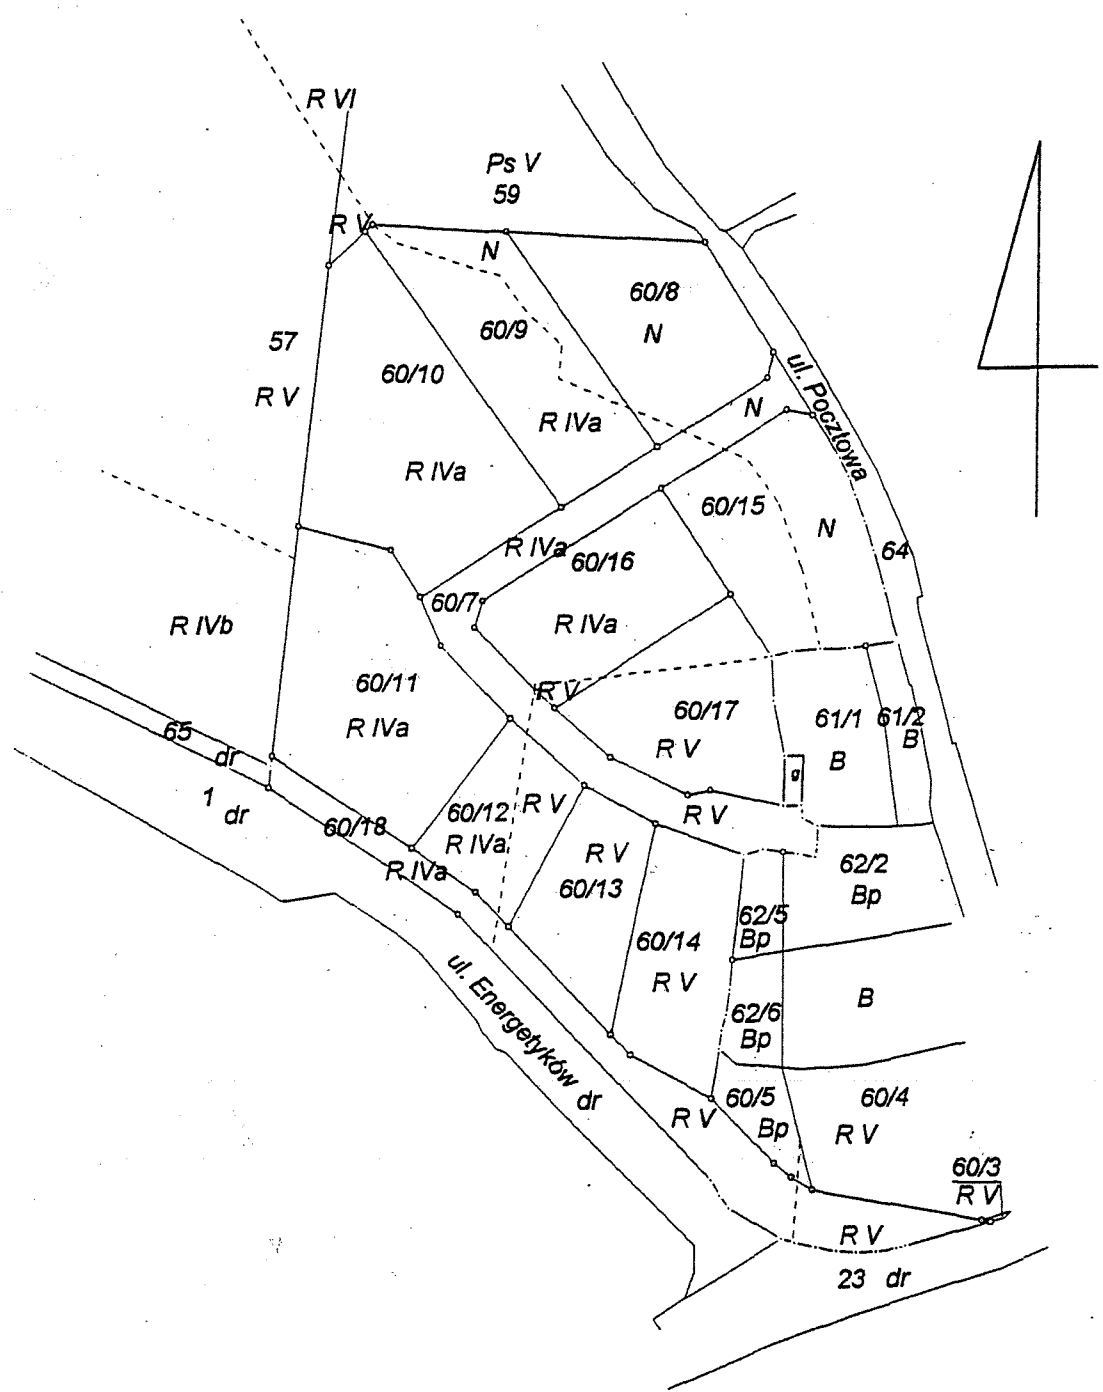 R VI
Ps V
59
R V
N
60/8
N
60/9
57
60/10
R V
ul. Pocztowa
N
R IVa
R IVa
60/15
N
R IVa
60/16
64
60/7
R IVa
R IVb
60/11
R IVa
R V
60/17
R V
61/1
B
61/2
B
65
dr
g
1
dr
60/18
60/12
R IVa
R V
R V
R IVa
R V
60/13
62/2
Bp
62/5
Bp
60/14
R V
B
62/6
Bp
ul. Energetyków
dr
R V
60/5
Bp
60/4
R V
60/3
R V
R V
23 dr